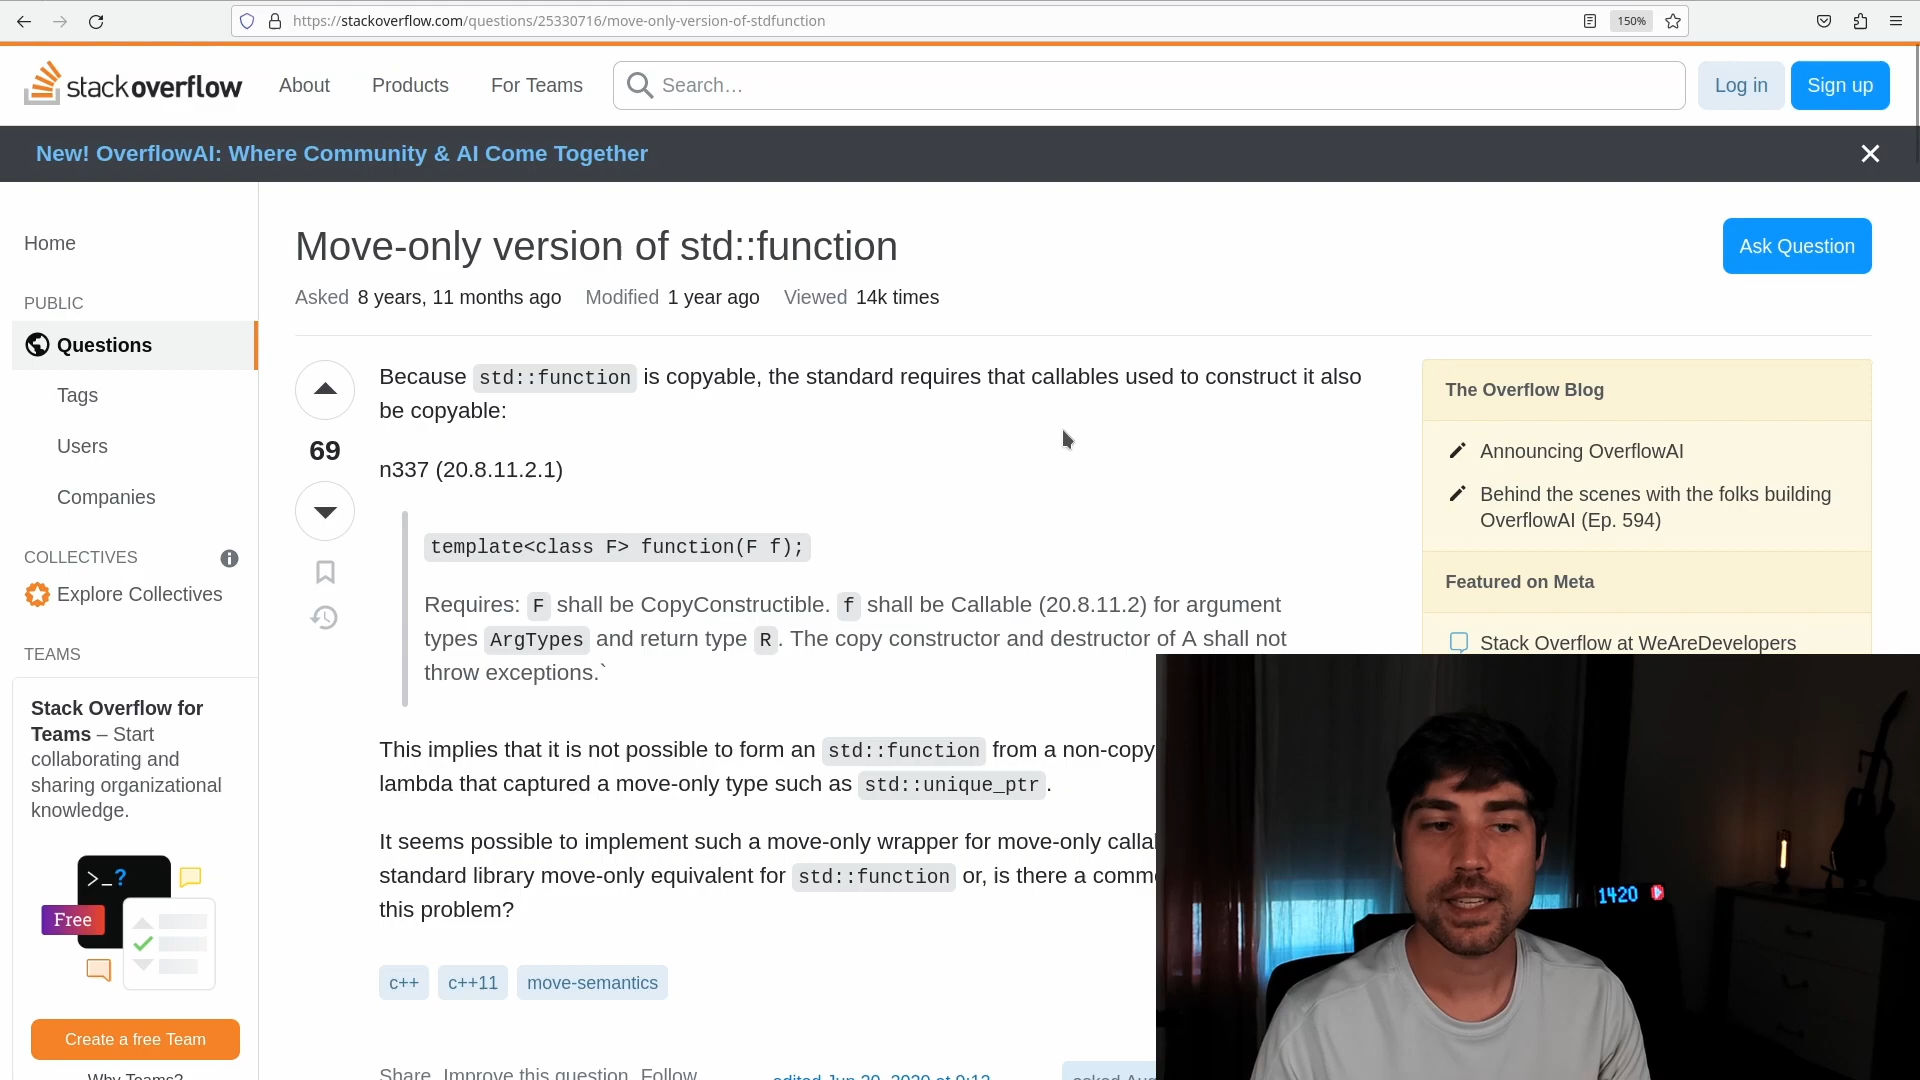 https://stackoverflow.com/questions/25330716/move-only-version-of-stdfunction
150%
stackoverflow
About
Products
For Teams
Search…
Log in
Sign up
New! OverflowAI: Where Community & AI Come Together
Home
PUBLIC
Questions
Tags
Users
Companies
COLLECTIVES
Explore Collectives
TEAMS
Stack Overflow for
Teams – Start
collaborating and
sharing organizational
knowledge.
>_?
Free
Create a free Team
Why Teams?
Move-only version of std::function
Ask Question
Asked 8 years, 11 months ago Modified 1 year ago Viewed 14k times
69
Because std::function is copyable, the standard requires that callables used to construct it also
be copyable:
n337 (20.8.11.2.1)
template<class F> function(F f);
Requires: F shall be CopyConstructible. f shall be Callable (20.8.11.2) for argument
types ArgTypes and return type R. The copy constructor and destructor of A shall not
throw exceptions.`
This implies that it is not possible to form an std::function from a non-copy
lambda that captured a move-only type such as std::unique_ptr.
It seems possible to implement such a move-only wrapper for move-only calla
standard library move-only equivalent for std::function or, is there a comm
this problem?
c++ c++11 move-semantics
Share Improve this question Follow
edited Jun 20, 2020 at 9:12
asked Aug
The Overflow Blog
Announcing OverflowAI
Behind the scenes with the folks building
OverflowAI (Ep. 594)
Featured on Meta
Stack Overflow at WeAreDevelopers
1420